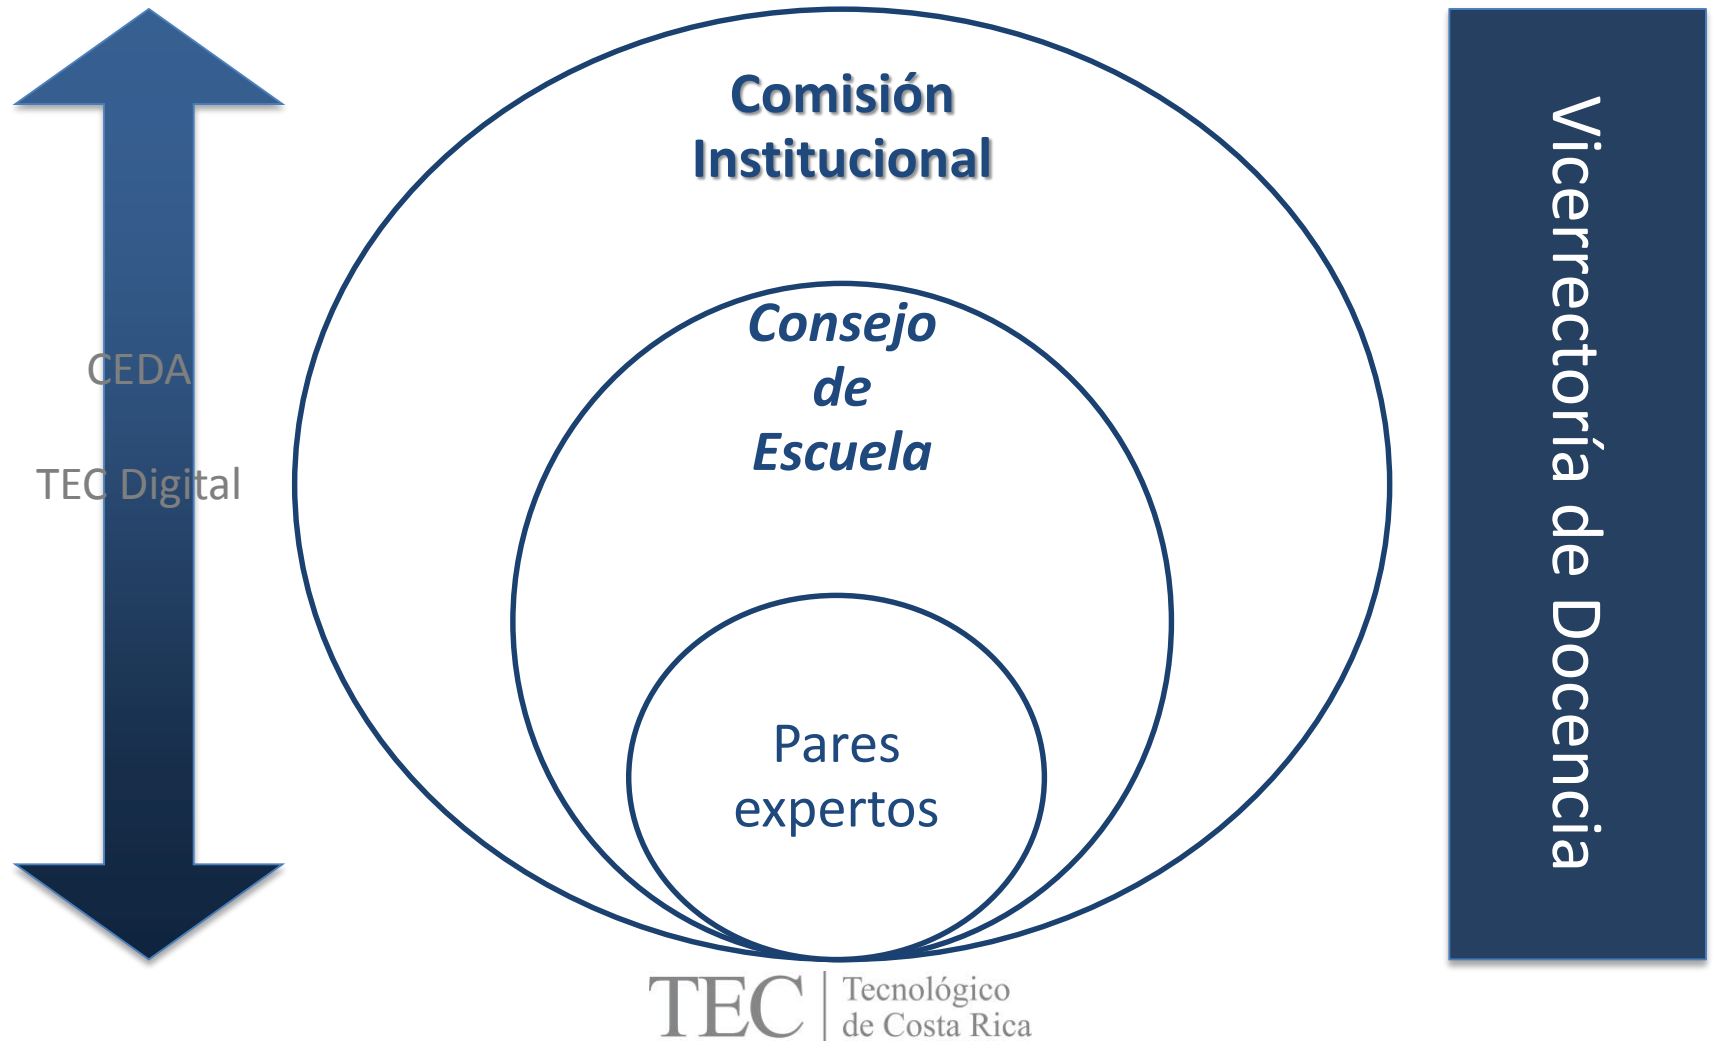 Comisión
Institucional
Consejo
de
Escuela
Pares
expertos
CEDA
TEC Digital
Vicerrectoría de Docencia
TEC
Tecnológico
de Costa Rica